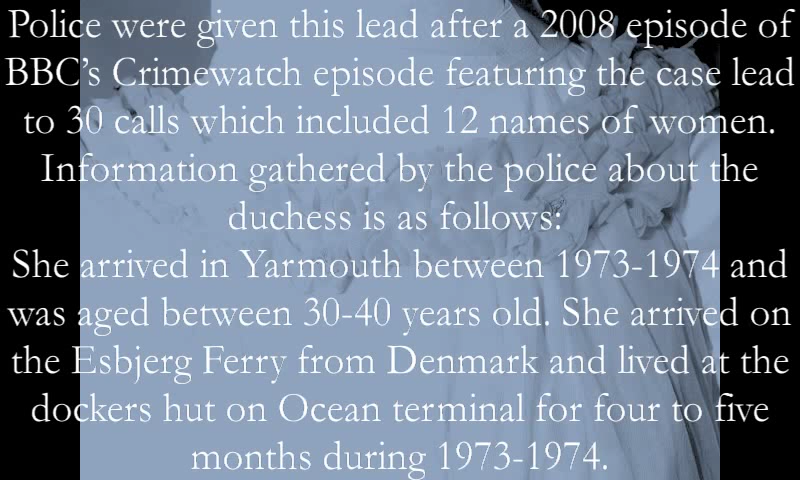 Police were given this lead after a 2008 episode of
BBC's Crimewatch episode featuring the case lead
to 30 calls which included 12 names of women.
Information gathered by the police about the
duchess is as follows:
She arrived in Yarmouth between 1973-1974 and
was aged between 30-40 years old. She arrived on
the Esbjerg Ferry from Denmark and lived at the
dockers hut on Ocean terminal for four to five
months during 1973-1974.